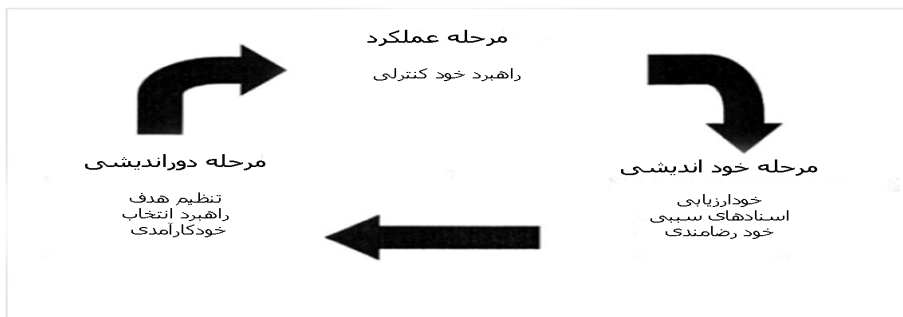 مرحله عملکرد
راهبرد خود کنترلی
مرحله خود اندیشی
خودارزیابی
اسنادهای سببی
خود رضامندی
مرحله دوراندیشی
تنظیم هدف
راهبرد انتخاب
خودکارآمدی